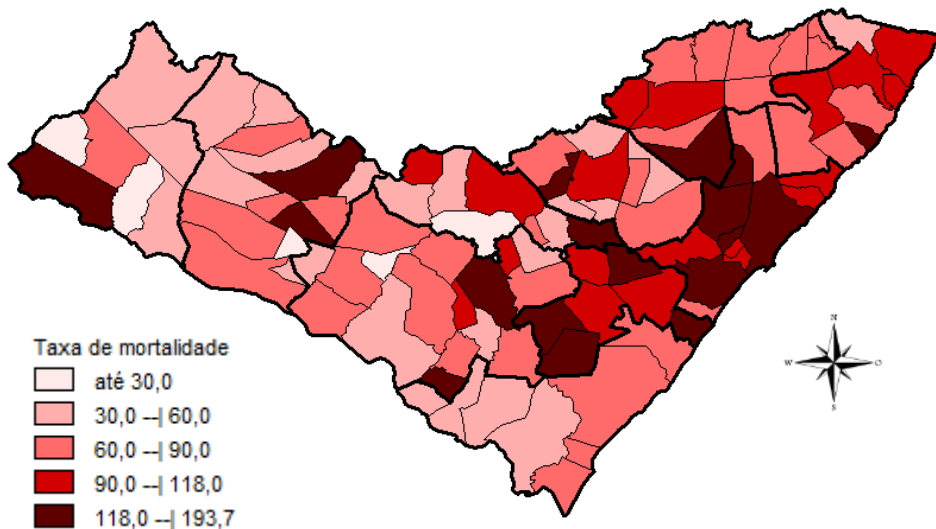 Taxa de mortalidade
até 30,0
30,0 --| 60,0
60,0 --| 90,0
90,0 --| 118,0
118,0 --| 193,7
N
W
O
S